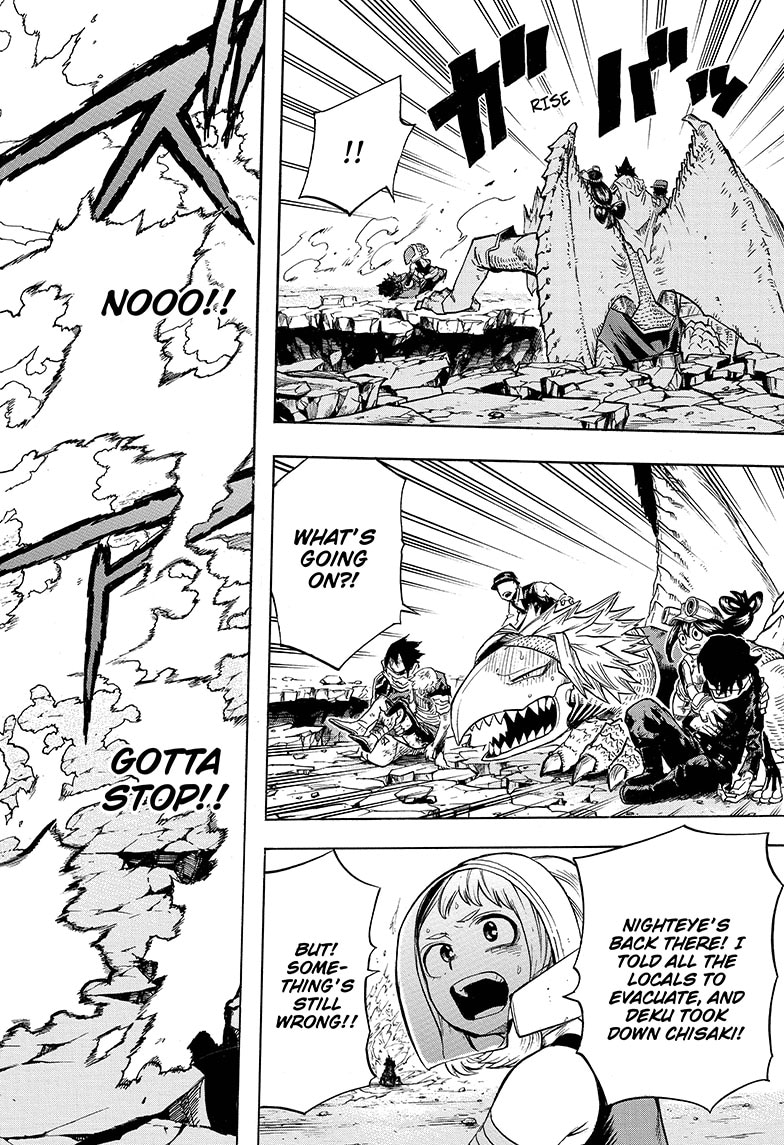 ガバッ
RISE
!!
WHAT'S
GOING
ON?!
NIGHTEYE'S
BACK THERE! I
TOLD ALL THE
LOCALS TO
EVACUATE, AND
DEKU TOOK
DOWN CHISAKI!
BUT!
SOME-
THING'S
STILL
WRONG!!
NOOO!!
GOTTA
STOP!!